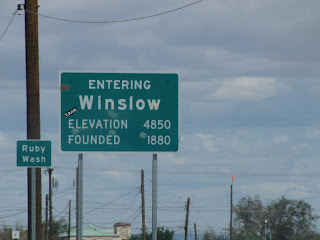 ENTERING
Winslow
ELEVATION 4850
FOUNDED 1880
Ruby
Wash